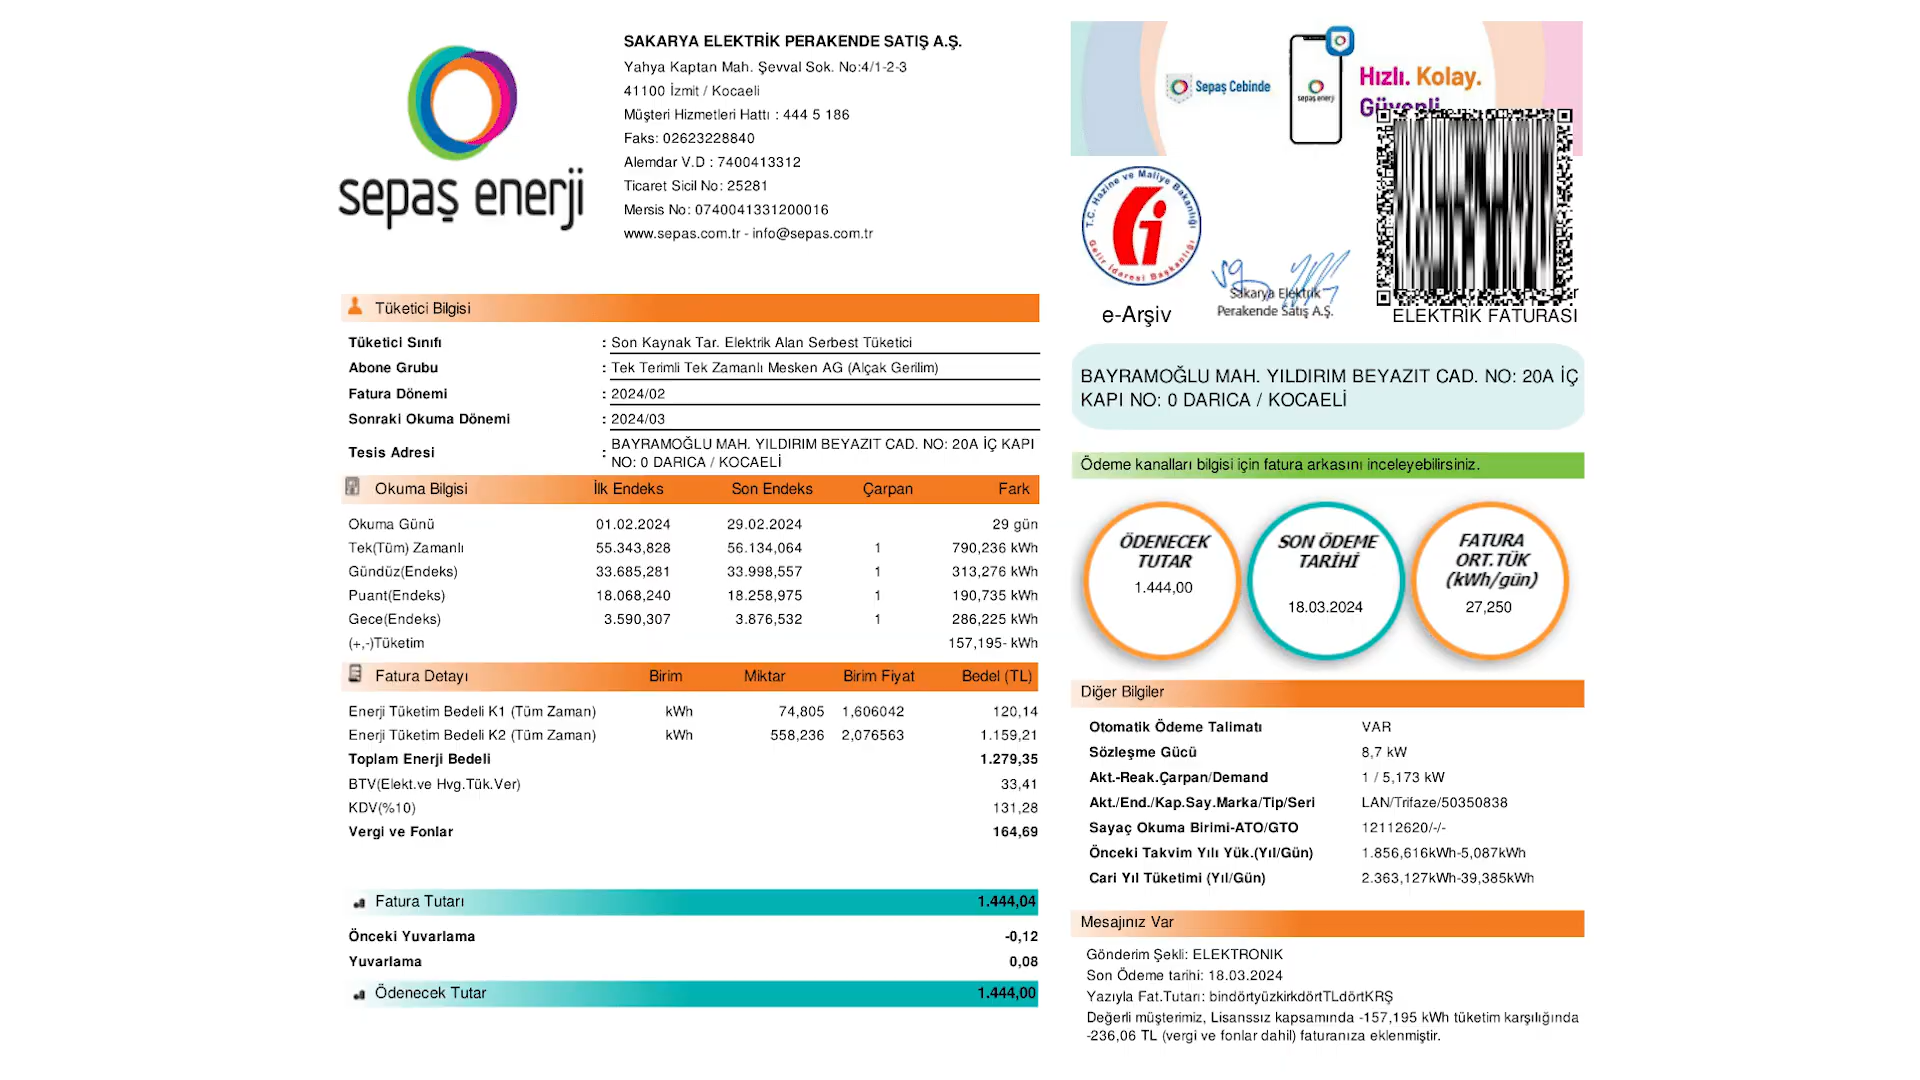 sepaş enerji
SAKARYA ELEKTRİK PERAKENDE SATIŞ A.Ş.
Yahya Kaptan Mah. Şevval Sok. No:4/1-2-3
41100 İzmit / Kocaeli
Müşteri Hizmetleri Hattı : 444 5 186
Faks: 02623228840
Alemdar V.D : 7400413312
Ticaret Sicil No: 25281
Mersis No: 0740041331200016
www.sepas.com.tr - info@sepas.com.tr
Tüketici Bilgisi
Tüketici Sınıfı : Son Kaynak Tar. Elektrik Alan Serbest Tüketici
Abone Grubu : Tek Terimli Tek Zamanlı Mesken AG (Alçak Gerilim)
Fatura Dönemi : 2024/02
Sonraki Okuma Dönemi : 2024/03
Tesis Adresi : BAYRAMOĞLU MAH. YILDIRIM BEYAZIT CAD. NO: 20A İÇ KAPI
NO: 0 DARICA / KOCAELİ
Okuma Bilgisi İlk Endeks Son Endeks Çarpan Fark
Okuma Günü 01.02.2024 29.02.2024 29 gün
Tek(Tüm) Zamanlı 55.343,828 56.134,064 1 790,236 kWh
Gündüz(Endeks) 33.685,281 33.998,557 1 313,276 kWh
Puant(Endeks) 18.068,240 18.258,975 1 190,735 kWh
Gece(Endeks) 3.590,307 3.876,532 1 286,225 kWh
(+,-)Tüketim 157,195- kWh
Fatura Detayı Birim Miktar Birim Fiyat Bedel (TL)
Enerji Tüketim Bedeli K1 (Tüm Zaman) kWh 74,805 1,606042 120,14
Enerji Tüketim Bedeli K2 (Tüm Zaman) kWh 558,236 2,076563 1.159,21
Toplam Enerji Bedeli 1.279,35
BTV(Elekt.ve Hvg.Tük.Ver) 33,41
KDV(%10) 131,28
Vergi ve Fonlar 164,69
Fatura Tutarı 1.444,04
Önceki Yuvarlama -0,12
Yuvarlama 0,08
Ödenecek Tutar 1.444,00
Sepaş Cebinde
sepaş enerji
Hızlı. Kolay.
Güvenli
T.C. Hazine ve Maliye Bakanlığı
Gelir İdaresi Başkanlığı
e-Arşiv
Sakarya Elektrik
Perakende Satış A.Ş.
ELEKTRİK FATURASI
BAYRAMOĞLU MAH. YILDIRIM BEYAZIT CAD. NO: 20A İÇ
KAPI NO: 0 DARICA / KOCAELİ
Ödeme kanalları bilgisi için fatura arkasını inceleyebilirsiniz.
ÖDENECEK
TUTAR
1.444,00
SON ÖDEME
TARİHİ
18.03.2024
FATURA
ORT.TÜK
(kWh/gün)
27,250
Diğer Bilgiler
Otomatik Ödeme Talimatı VAR
Sözleşme Gücü 8,7 kW
Akt.-Reak.Çarpan/Demand 1 / 5,173 kW
Akt./End./Kap.Say.Marka/Tip/Seri LAN/Trifaze/50350838
Sayaç Okuma Birimi-ATO/GTO 12112620/-/-
Önceki Takvim Yılı Yük.(Yıl/Gün) 1.856,616kWh-5,087kWh
Cari Yıl Tüketimi (Yıl/Gün) 2.363,127kWh-39,385kWh
Mesajınız Var
Gönderim Şekli: ELEKTRONIK
Son Ödeme tarihi: 18.03.2024
Yazıyla Fat.Tutarı: bindörtyüzkirkdörtTLdörtKRŞ
Değerli müşterimiz, Lisanssız kapsamında -157,195 kWh tüketim karşılığında
-236,06 TL (vergi ve fonlar dahil) faturanıza eklenmiştir.